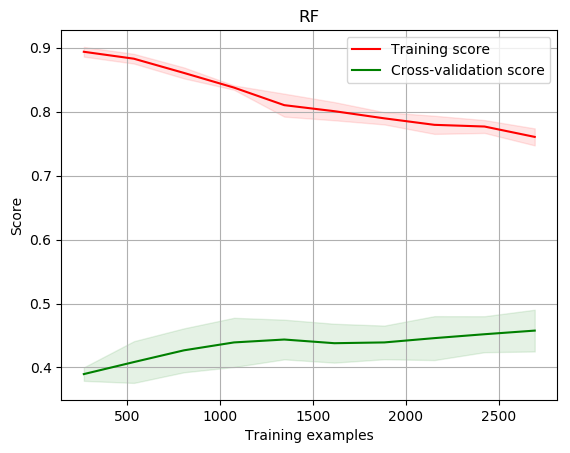 RF
Training score
Cross-validation score
0.9
0.8
0.7
0.6
0.5
0.4
Score
500
1000
1500
2000
2500
Training examples